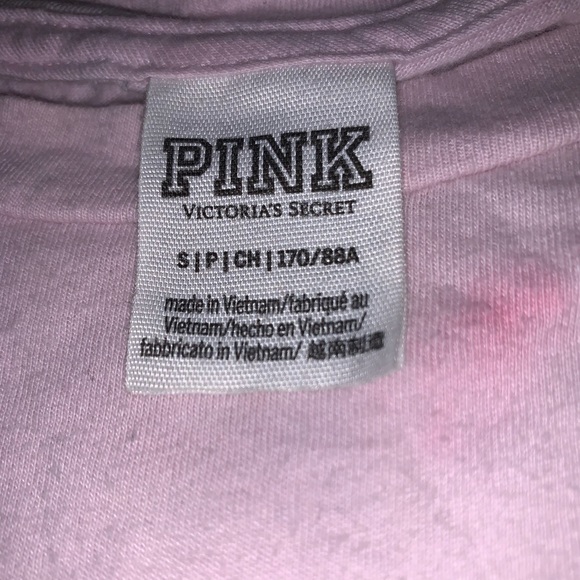 PINK
VICTORIA'S SECRET
S|P|CH|170/88A
made in Vietnam/fabriqué au
Vietnam/hecho en Vietnam/
fabbricato in Vietnam/ 越南制造